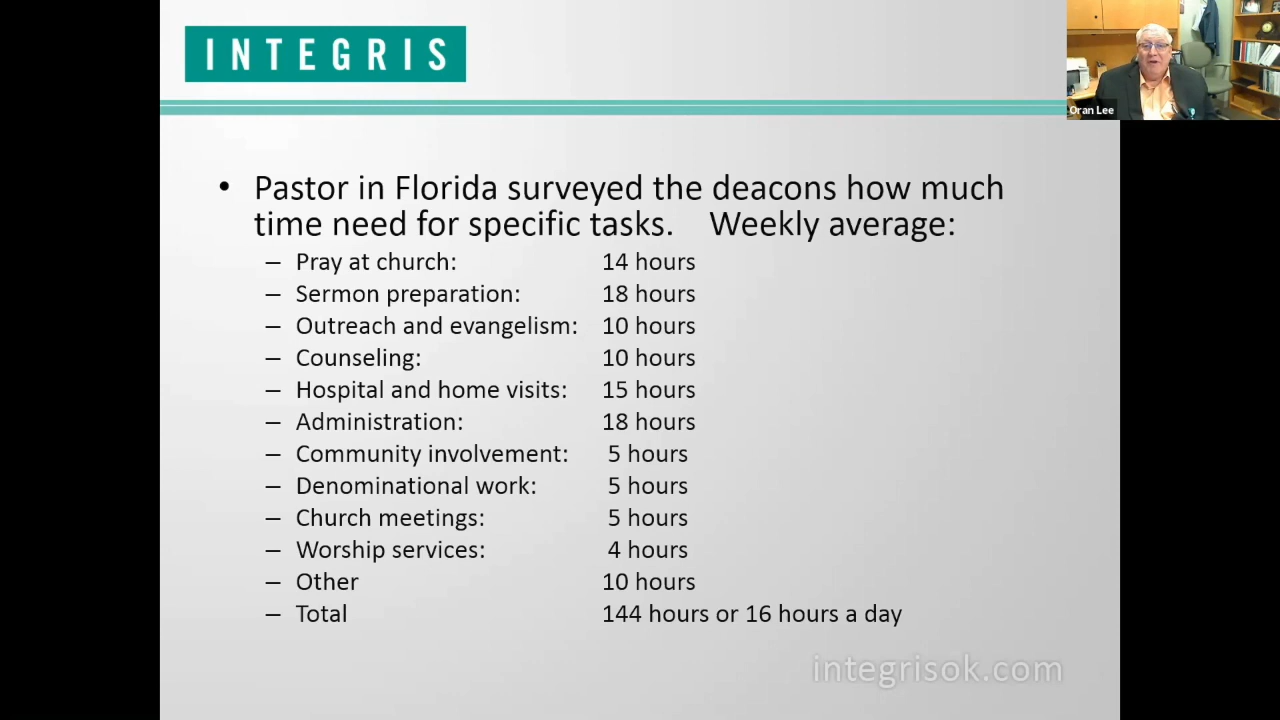 INTEGRIS
Oran Lee
• Pastor in Florida surveyed the deacons how much
time need for specific tasks. Weekly average:
– Pray at church: 14 hours
– Sermon preparation: 18 hours
– Outreach and evangelism: 10 hours
– Counseling: 10 hours
– Hospital and home visits: 15 hours
– Administration: 18 hours
– Community involvement: 5 hours
– Denominational work: 5 hours
– Church meetings: 5 hours
– Worship services: 4 hours
– Other 10 hours
– Total 144 hours or 16 hours a day
integrisok.com